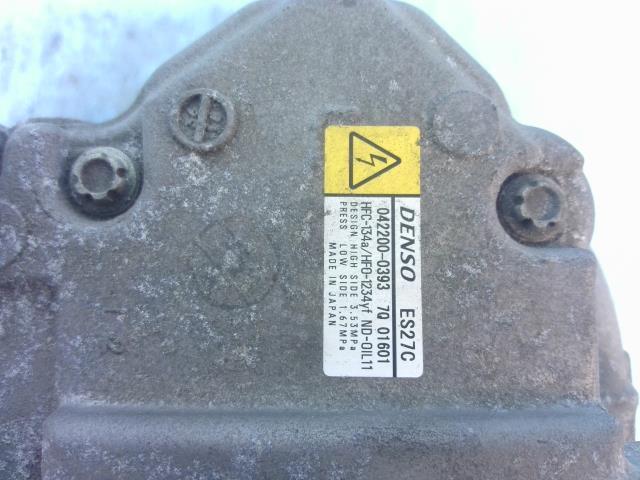 DENSO ES27C
042200-0393 7Q 01601
HFC-134a/HFO-1234yf ND-OIL11
DESIGN HIGH SIDE 3.53MPa
PRESS LOW SIDE 1.67MPa
MADE IN JAPAN